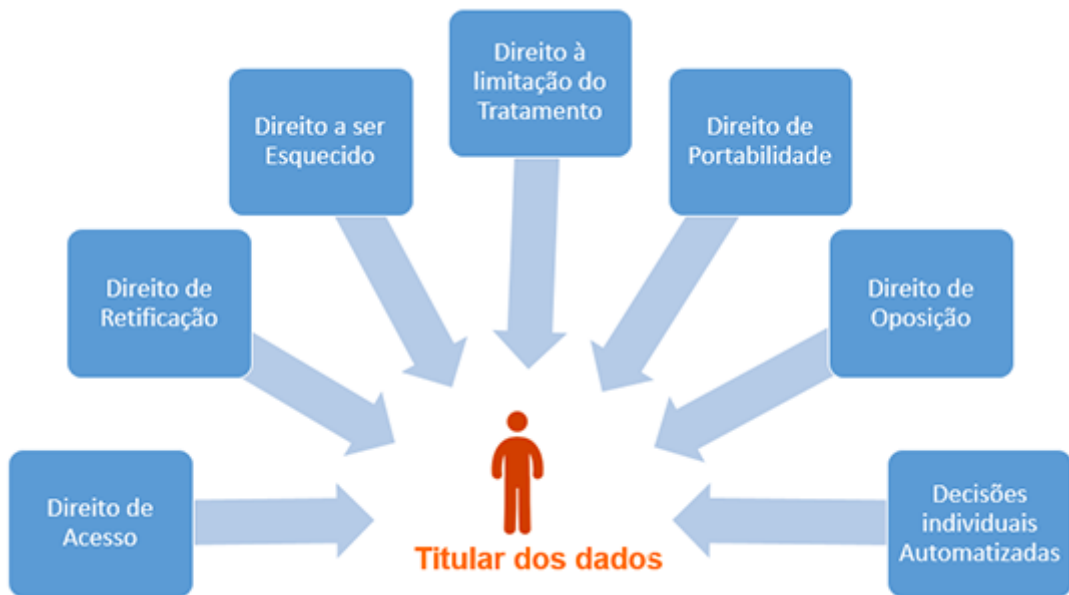 Direito à
limitação do
Tratamento
Direito a ser
Esquecido
Direito de
Portabilidade
Direito de
Retificação
Direito de
Oposição
Direito de
Acesso
Decisões
individuais
Automatizadas
Titular dos dados